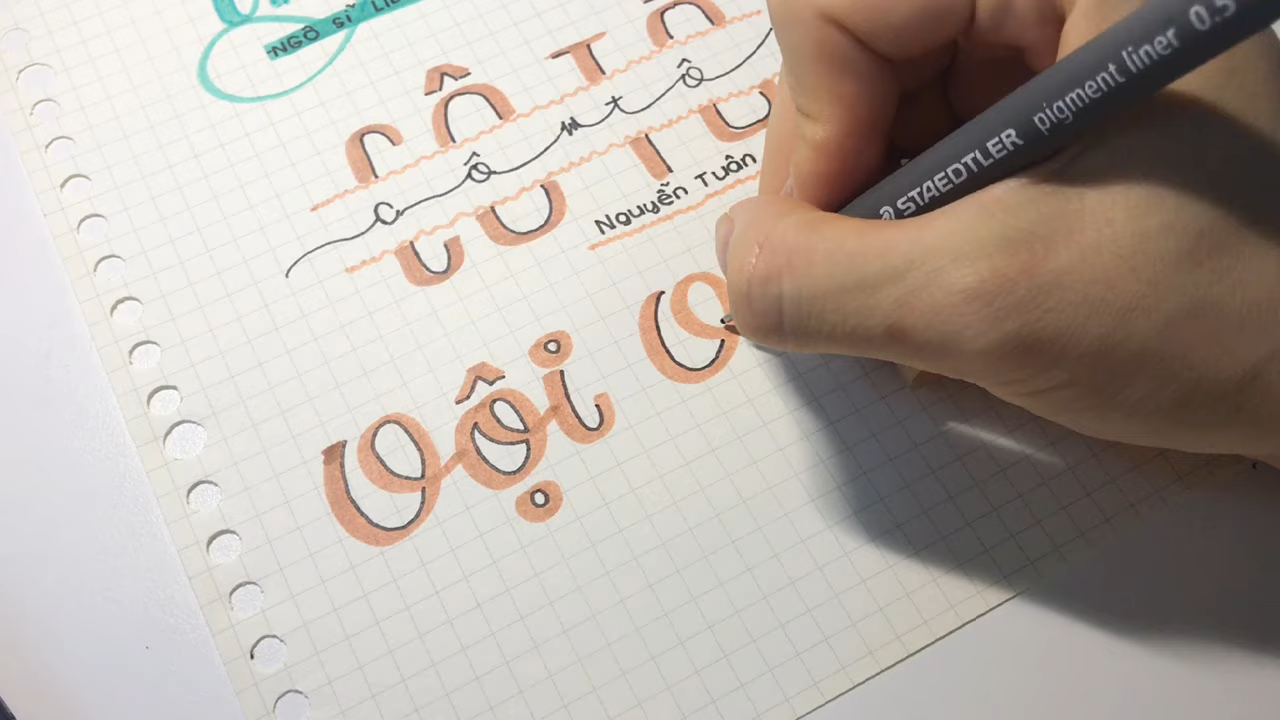 NGÔ SĨ LIÊ
CÔ TÔ
cô m tô
Nguyễn Tuân
Vội V
STAEDTLER pigment liner 0.5